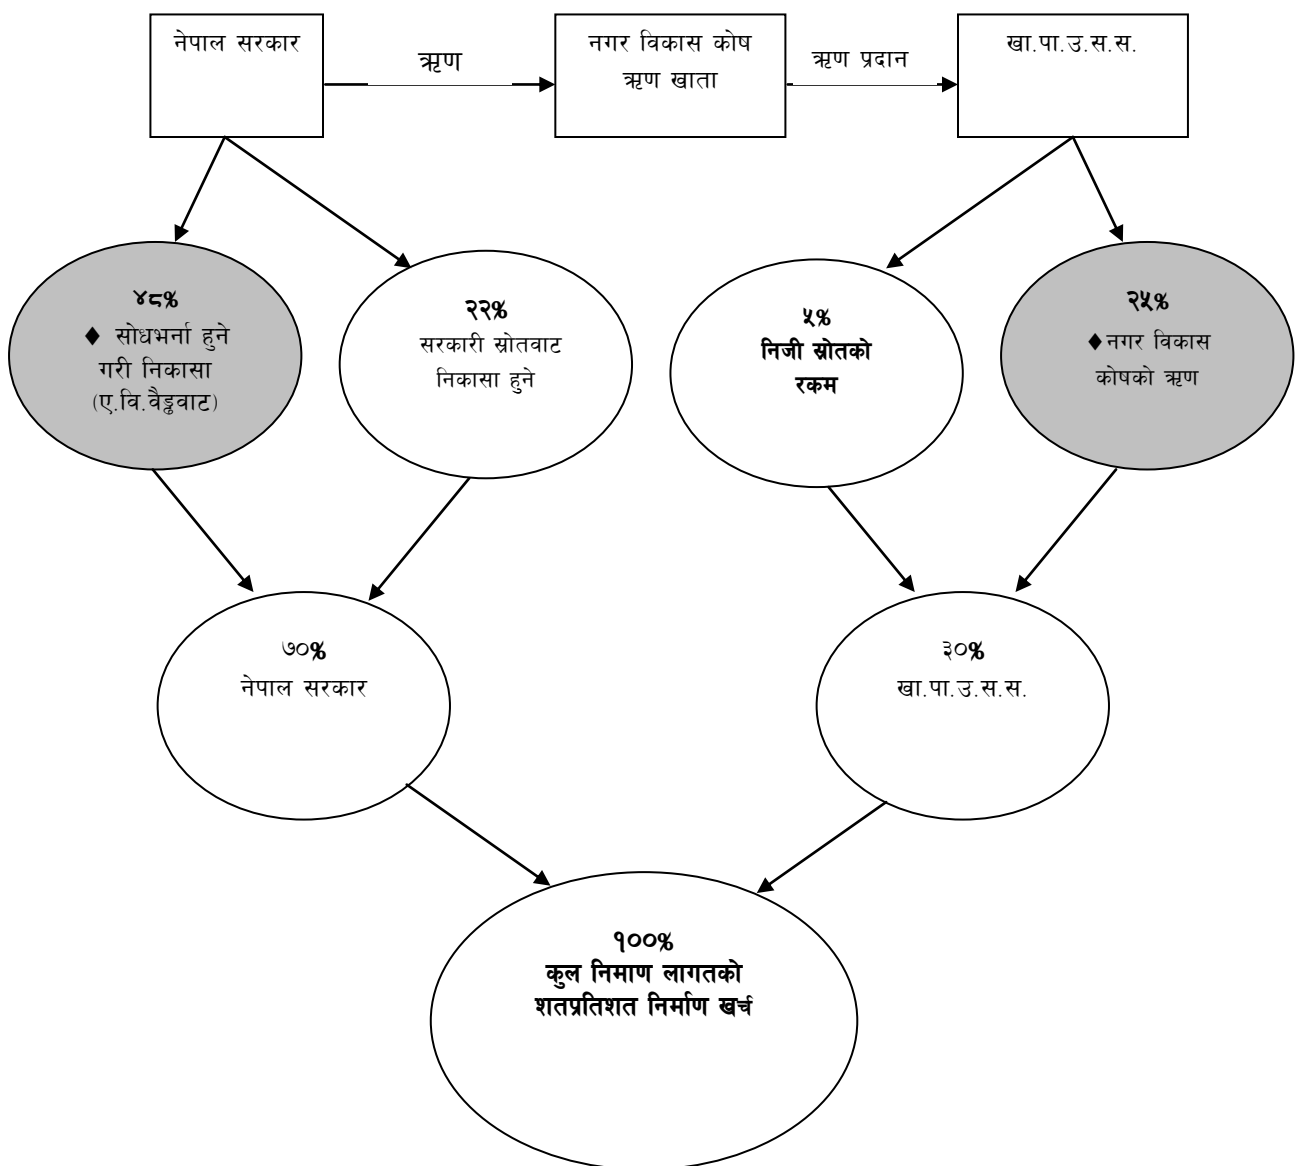 नेपाल सरकार
ऋण
नगर विकास कोष
ऋण खाता
ऋण प्रदान
खा.पा.उ.स.स.
४८%
♦ सोधभर्ना हुने
गरी निकासा
(ए.वि.वैङ्कवाट)
२२%
सरकारी स्रोतवाट
निकासा हुने
५%
निजी स्रोतको
रकम
२५%
♦नगर विकास
कोषको ऋण
७०%
नेपाल सरकार
३०%
खा.पा.उ.स.स.
१००%
कुल निमाण लागतको
शतप्रतिशत निर्माण खर्च